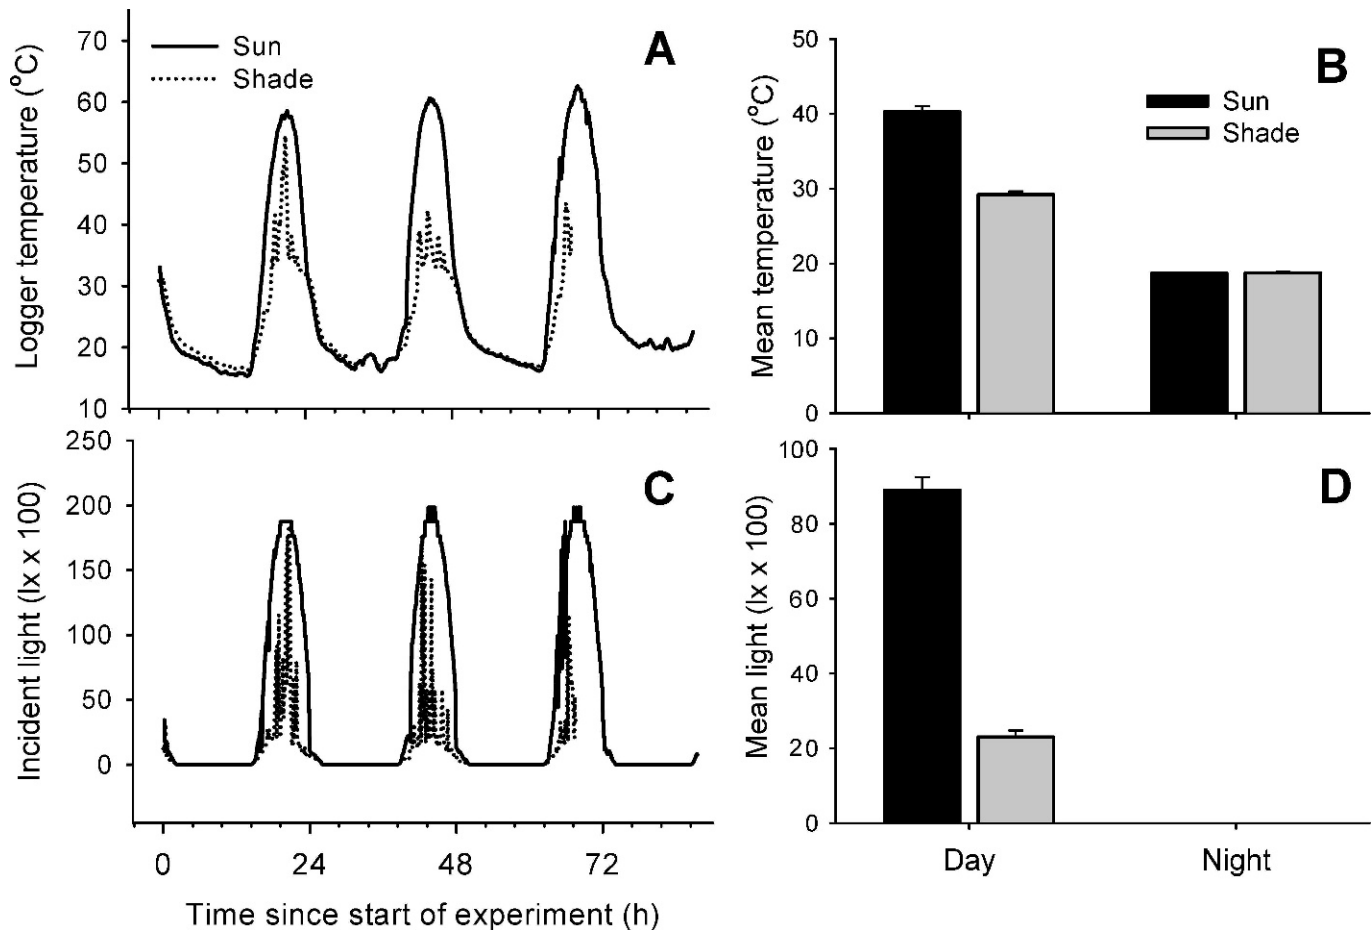 A
Sun
Shade
Logger temperature (°C)
70
60
50
40
30
20
10
B
Sun
Shade
Mean temperature (°C)
50
40
30
20
10
0
C
Incident light (lx x 100)
250
200
150
100
50
0
0
24
48
72
Time since start of experiment (h)
D
Mean light (lx x 100)
100
80
60
40
20
0
Day
Night